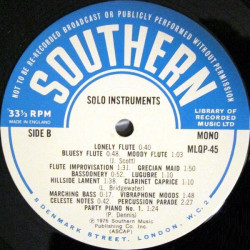 NOT TO BE RE-RECORDED BROADCAST OR PUBLICLY PERFORMED WITHOUT PERMISSION
SOUTHERN
SOLO INSTRUMENTS
33⅓ RPM
MADE IN ENGLAND
SIDE B
LIBRARY OF
RECORDED
MUSIC LTD
MONO
MLQP-45
LONELY FLUTE 0.40
BLUESY FLUTE 0.48. MOODY FLUTE 1.03
(J. Scott)
FLUTE IMPROVISATION 1.31. GRECIAN MAID 1.50
BASSOONERY 0.52. LUGUBRE 1.10
HILLSIDE LAMENT 1.38. CLARINET CAPRICE 1.10
(L. Bridgewater)
MARCHING BASS 0.17. VIBRAPHONE MOODS 1.48
CELESTE NOTES 0.42. PERCUSSION PARADE 2.27
PARTY PIANO No. 1. 1:24
(P. Dennis)
℗ 1976 Southern Music
Publishing Co. Inc.
(ASCAP)
8 DENMARK STREET, LONDON, W.C.2